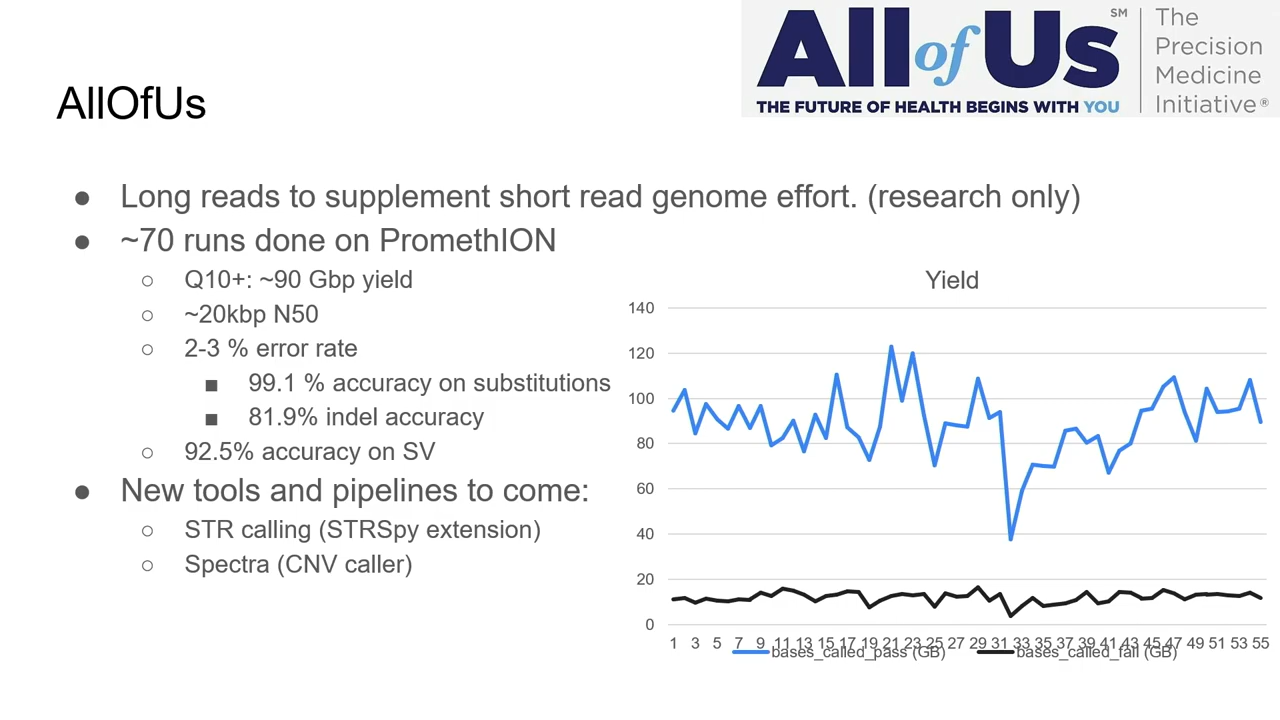 All of Us SM
THE FUTURE OF HEALTH BEGINS WITH YOU
The
Precision
Medicine
Initiative®
AllOfUs
● Long reads to supplement short read genome effort. (research only)
● ~70 runs done on PromethION
○ Q10+: ~90 Gbp yield
○ ~20kbp N50
○ 2-3 % error rate
■ 99.1 % accuracy on substitutions
■ 81.9% indel accuracy
○ 92.5% accuracy on SV
● New tools and pipelines to come:
○ STR calling (STRSpy extension)
○ Spectra (CNV caller)
Yield
140
120
100
80
60
40
20
0
1 3 5 7 9 11 13 15 17 19 21 23 25 27 29 31 33 35 37 39 41 43 45 47 49 51 53 55
bases_called_pass (GB) bases_called_fail (GB)